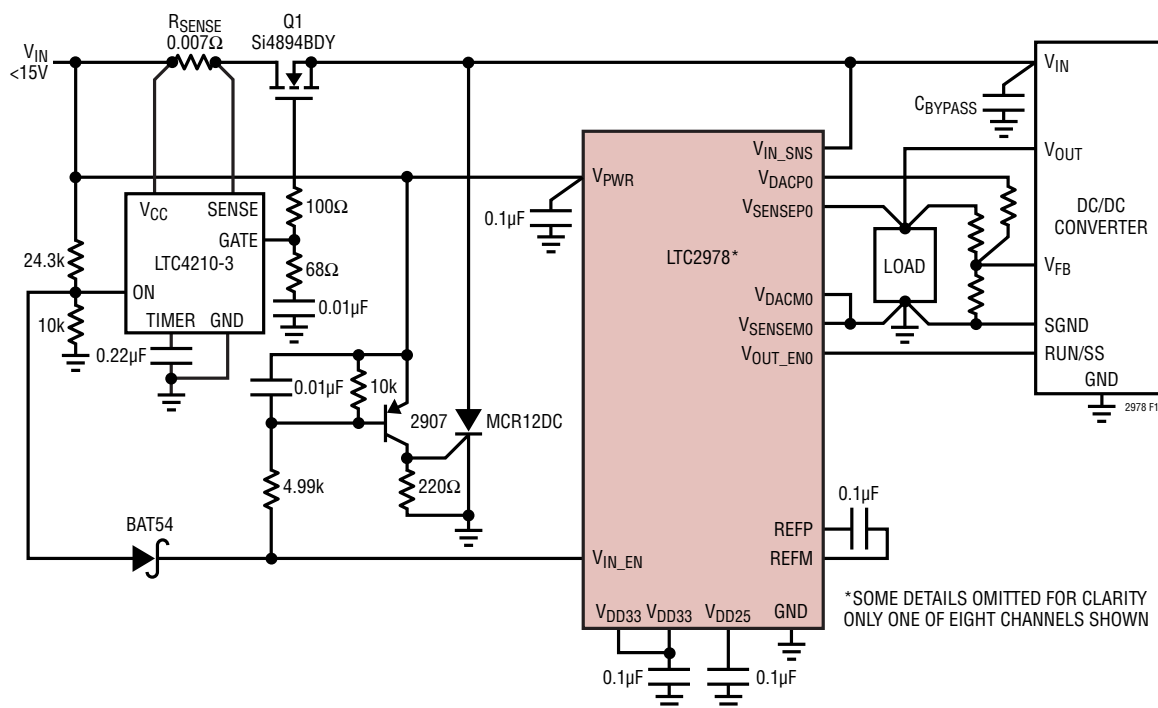 RSENSE
0.007Ω
Q1
Si4894BDY
VIN
<15V
VIN
CBYPASS
VOUT
DC/DC
CONVERTER
VFB
SGND
RUN/SS
GND
2978 F1
VCC
SENSE
GATE
LTC4210-3
ON
TIMER
GND
100Ω
68Ω
0.01µF
24.3k
10k
0.22µF
0.01µF
10k
2907
MCR12DC
4.99k
220Ω
BAT54
0.1µF
VPWR
VIN_SNS
VDACP0
VSENSEP0
LTC2978*
LOAD
VDACM0
VSENSEM0
VOUT_EN0
0.1µF
REFP
REFM
VIN_EN
VDD33
VDD33
VDD25
GND
0.1µF
0.1µF
*SOME DETAILS OMITTED FOR CLARITY
ONLY ONE OF EIGHT CHANNELS SHOWN